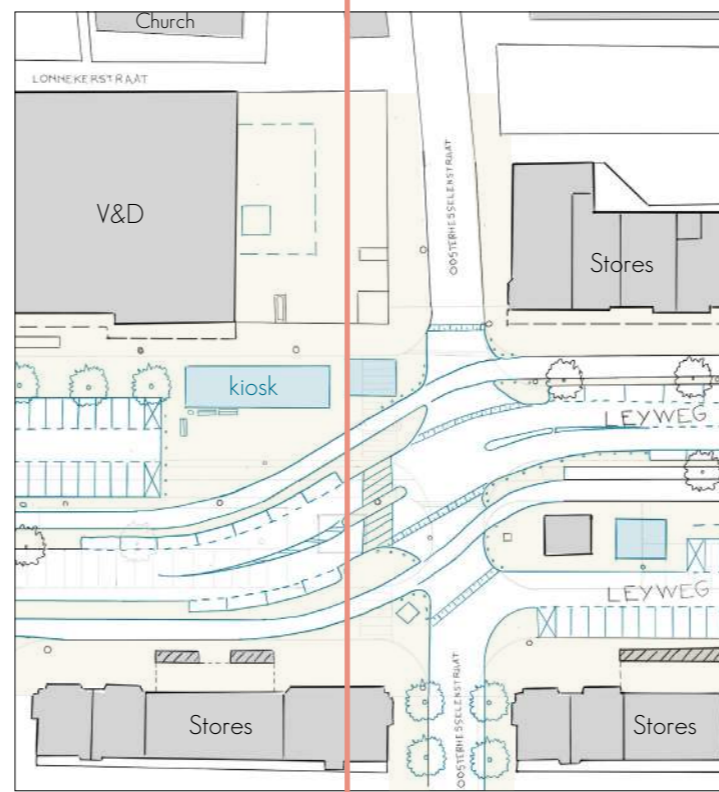 Church
LONNEKERSTRAAT
V&D
OOSTERHESSELENSTRAAT
Stores
kiosk
LEYWEG
LEYWEG
Stores
OOSTERHESSELENSTRAAT
Stores